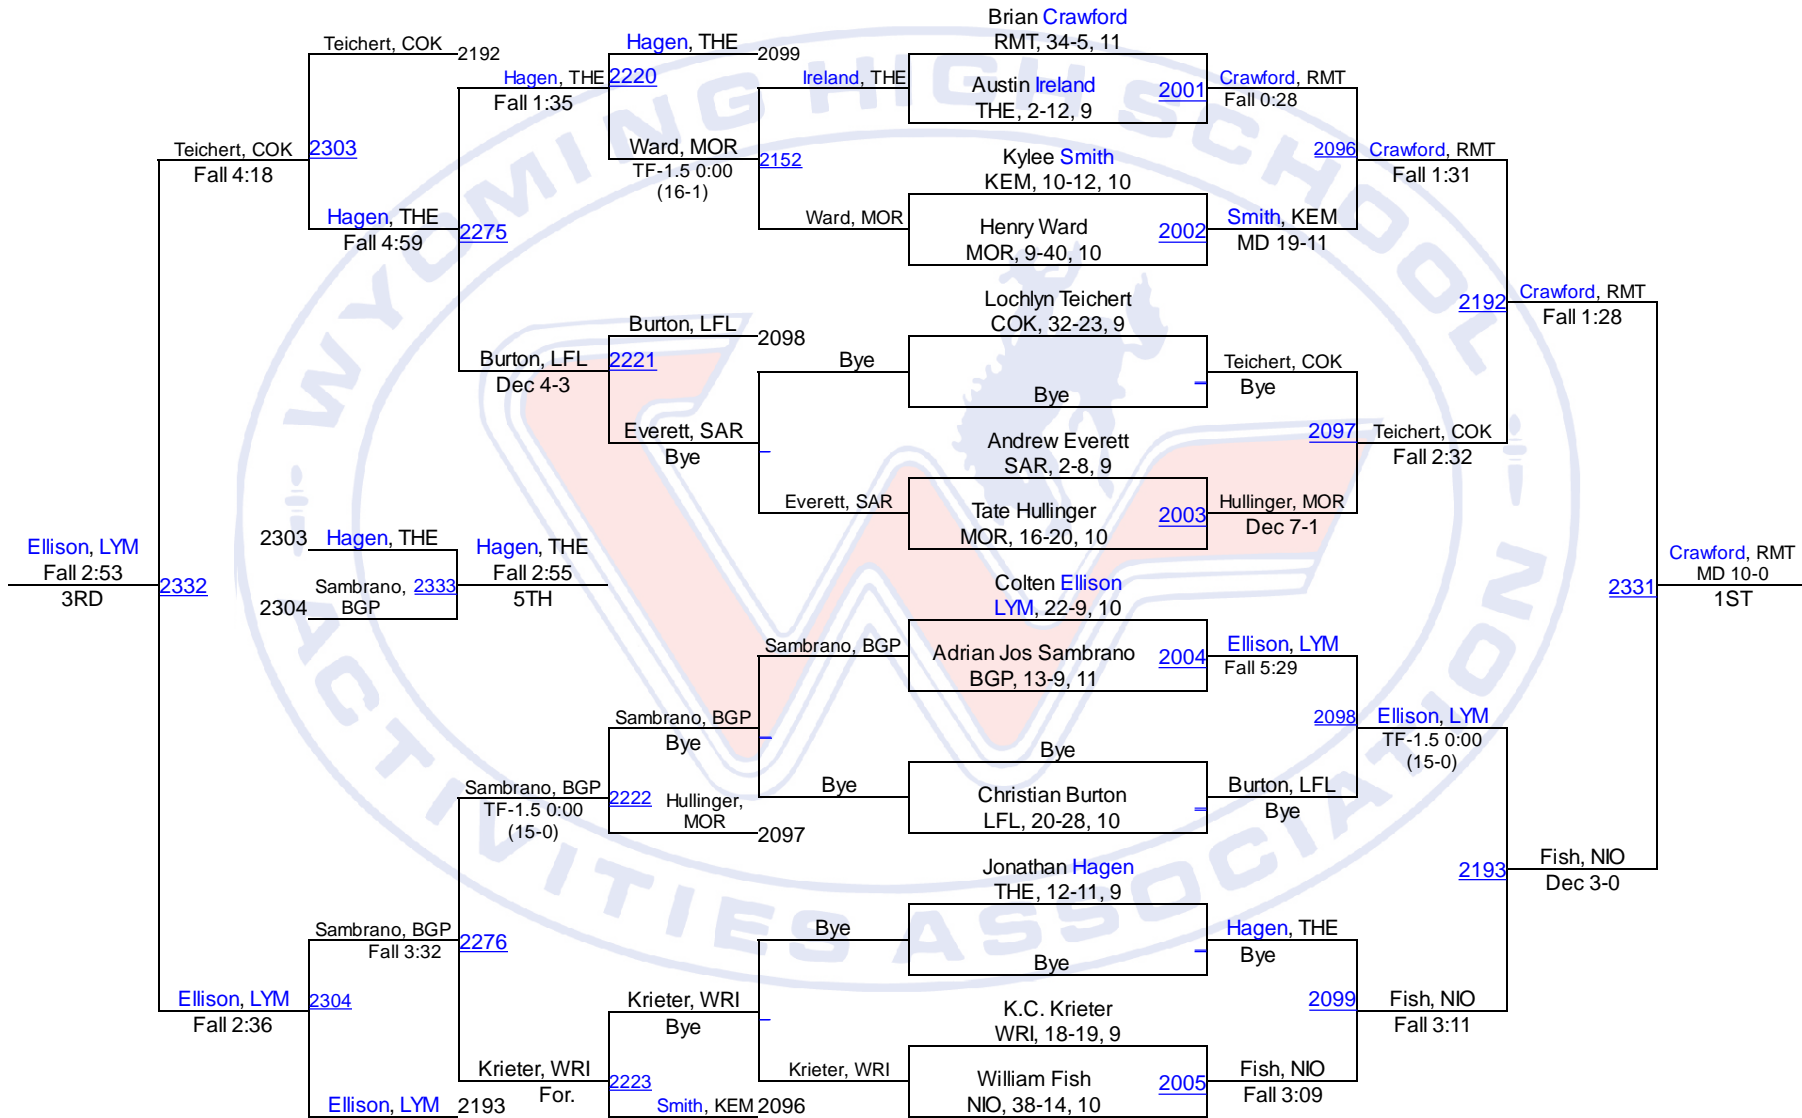 Brian Crawford
RMT, 34-5, 11
Teichert, COK
2192
Hagen, THE
2099
Hagen, THE
2220
Fall 1:35
Ireland, THE
Austin Ireland
THE, 2-12, 9
2001
Crawford, RMT
Fall 0:28
Teichert, COK
2303
Fall 4:18
Ward, MOR
TF-1.5 0:00
(16-1)
2152
Kylee Smith
KEM, 10-12, 10
2096
Crawford, RMT
Fall 1:31
Hagen, THE
Fall 4:59
2275
Ward, MOR
Henry Ward
MOR, 9-40, 10
2002
Smith, KEM
MD 19-11
Lochlyn Teichert
COK, 32-23, 9
2192
Crawford, RMT
Fall 1:28
Burton, LFL
2098
Burton, LFL
2221
Dec 4-3
Bye
Bye
Teichert, COK
Bye
Everett, SAR
Bye
Andrew Everett
SAR, 2-8, 9
2097
Teichert, COK
Fall 2:32
Everett, SAR
Tate Hullinger
MOR, 16-20, 10
2003
Hullinger, MOR
Dec 7-1
Ellison, LYM
Fall 2:53
3RD
2332
2303
Hagen, THE
Sambrano,
BGP
2304
2333
Hagen, THE
Fall 2:55
5TH
Colten Ellison
LYM, 22-9, 10
2331
Crawford, RMT
MD 10-0
1ST
Sambrano, BGP
Adrian Jos Sambrano
BGP, 13-9, 11
2004
Ellison, LYM
Fall 5:29
Sambrano, BGP
Bye
Bye
2098
Ellison, LYM
TF-1.5 0:00
(15-0)
Sambrano, BGP
TF-1.5 0:00
(15-0)
2222
Hullinger,
MOR
2097
Bye
Christian Burton
LFL, 20-28, 10
Burton, LFL
Bye
Jonathan Hagen
THE, 12-11, 9
2193
Fish, NIO
Dec 3-0
Sambrano, BGP
Fall 3:32
2276
Bye
Bye
Hagen, THE
Bye
Ellison, LYM
2304
Fall 2:36
Krieter, WRI
Bye
K.C. Krieter
WRI, 18-19, 9
2099
Fish, NIO
Fall 3:11
Krieter, WRI
For.
2223
Krieter, WRI
William Fish
NIO, 38-14, 10
2005
Fish, NIO
Fall 3:09
Ellison, LYM
2193
Smith, KEM
2096
WYOMING HIGH SCHOOL
ACTIVITIES ASSOCIATION